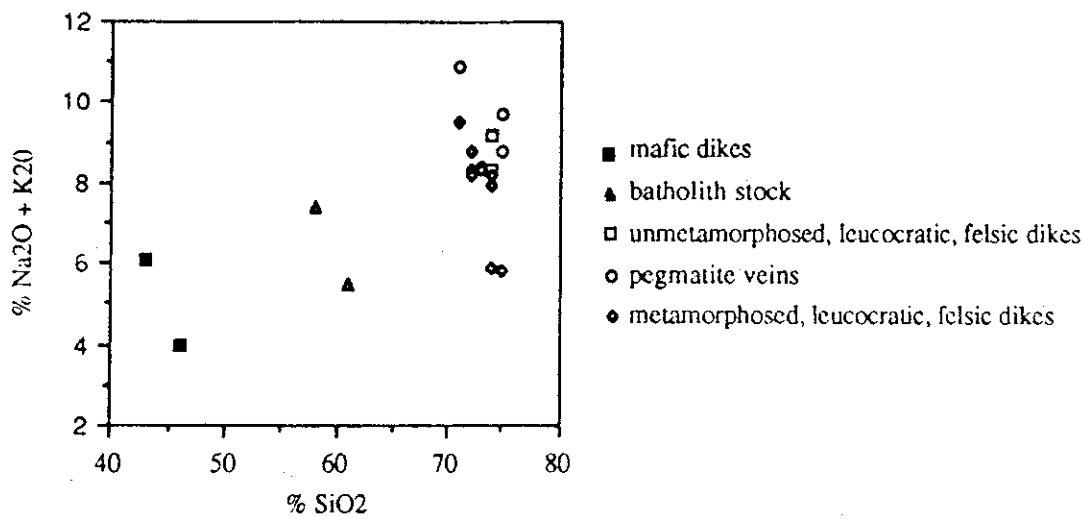 12
10
8
6
4
2
% Na2O + K20
40
50
60
70
80
% SiO2
mafic dikes
batholith stock
unmetamorphosed, leucocratic, felsic dikes
pegmatite veins
metamorphosed, leucocratic, felsic dikes